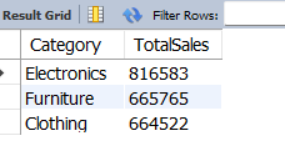 Result Grid Filter Rows:
Category TotalSales
Electronics 816583
Furniture 665765
Clothing 664522